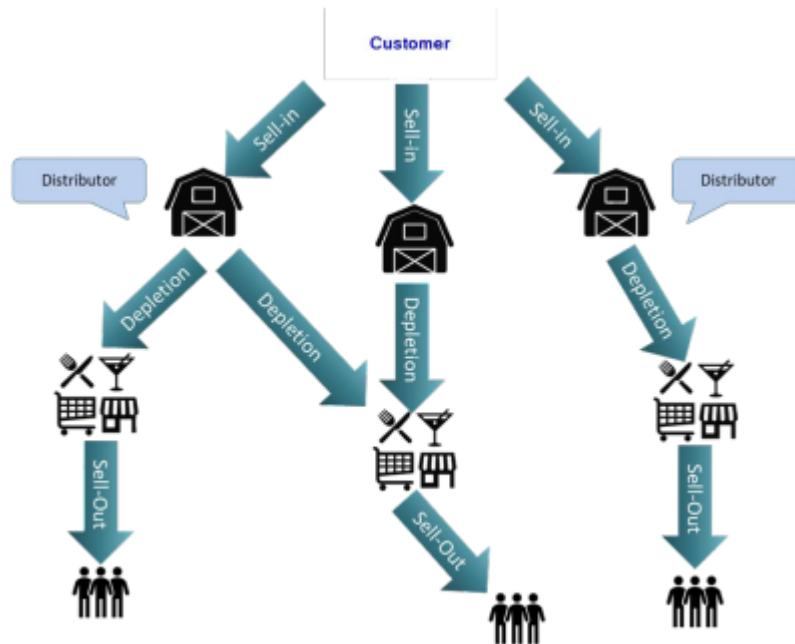 Customer
Sell-in
Sell-in
Sell-in
Distributor
Distributor
Depletion
Depletion
Depletion
Depletion
Sell-Out
Sell-Out
Sell-Out